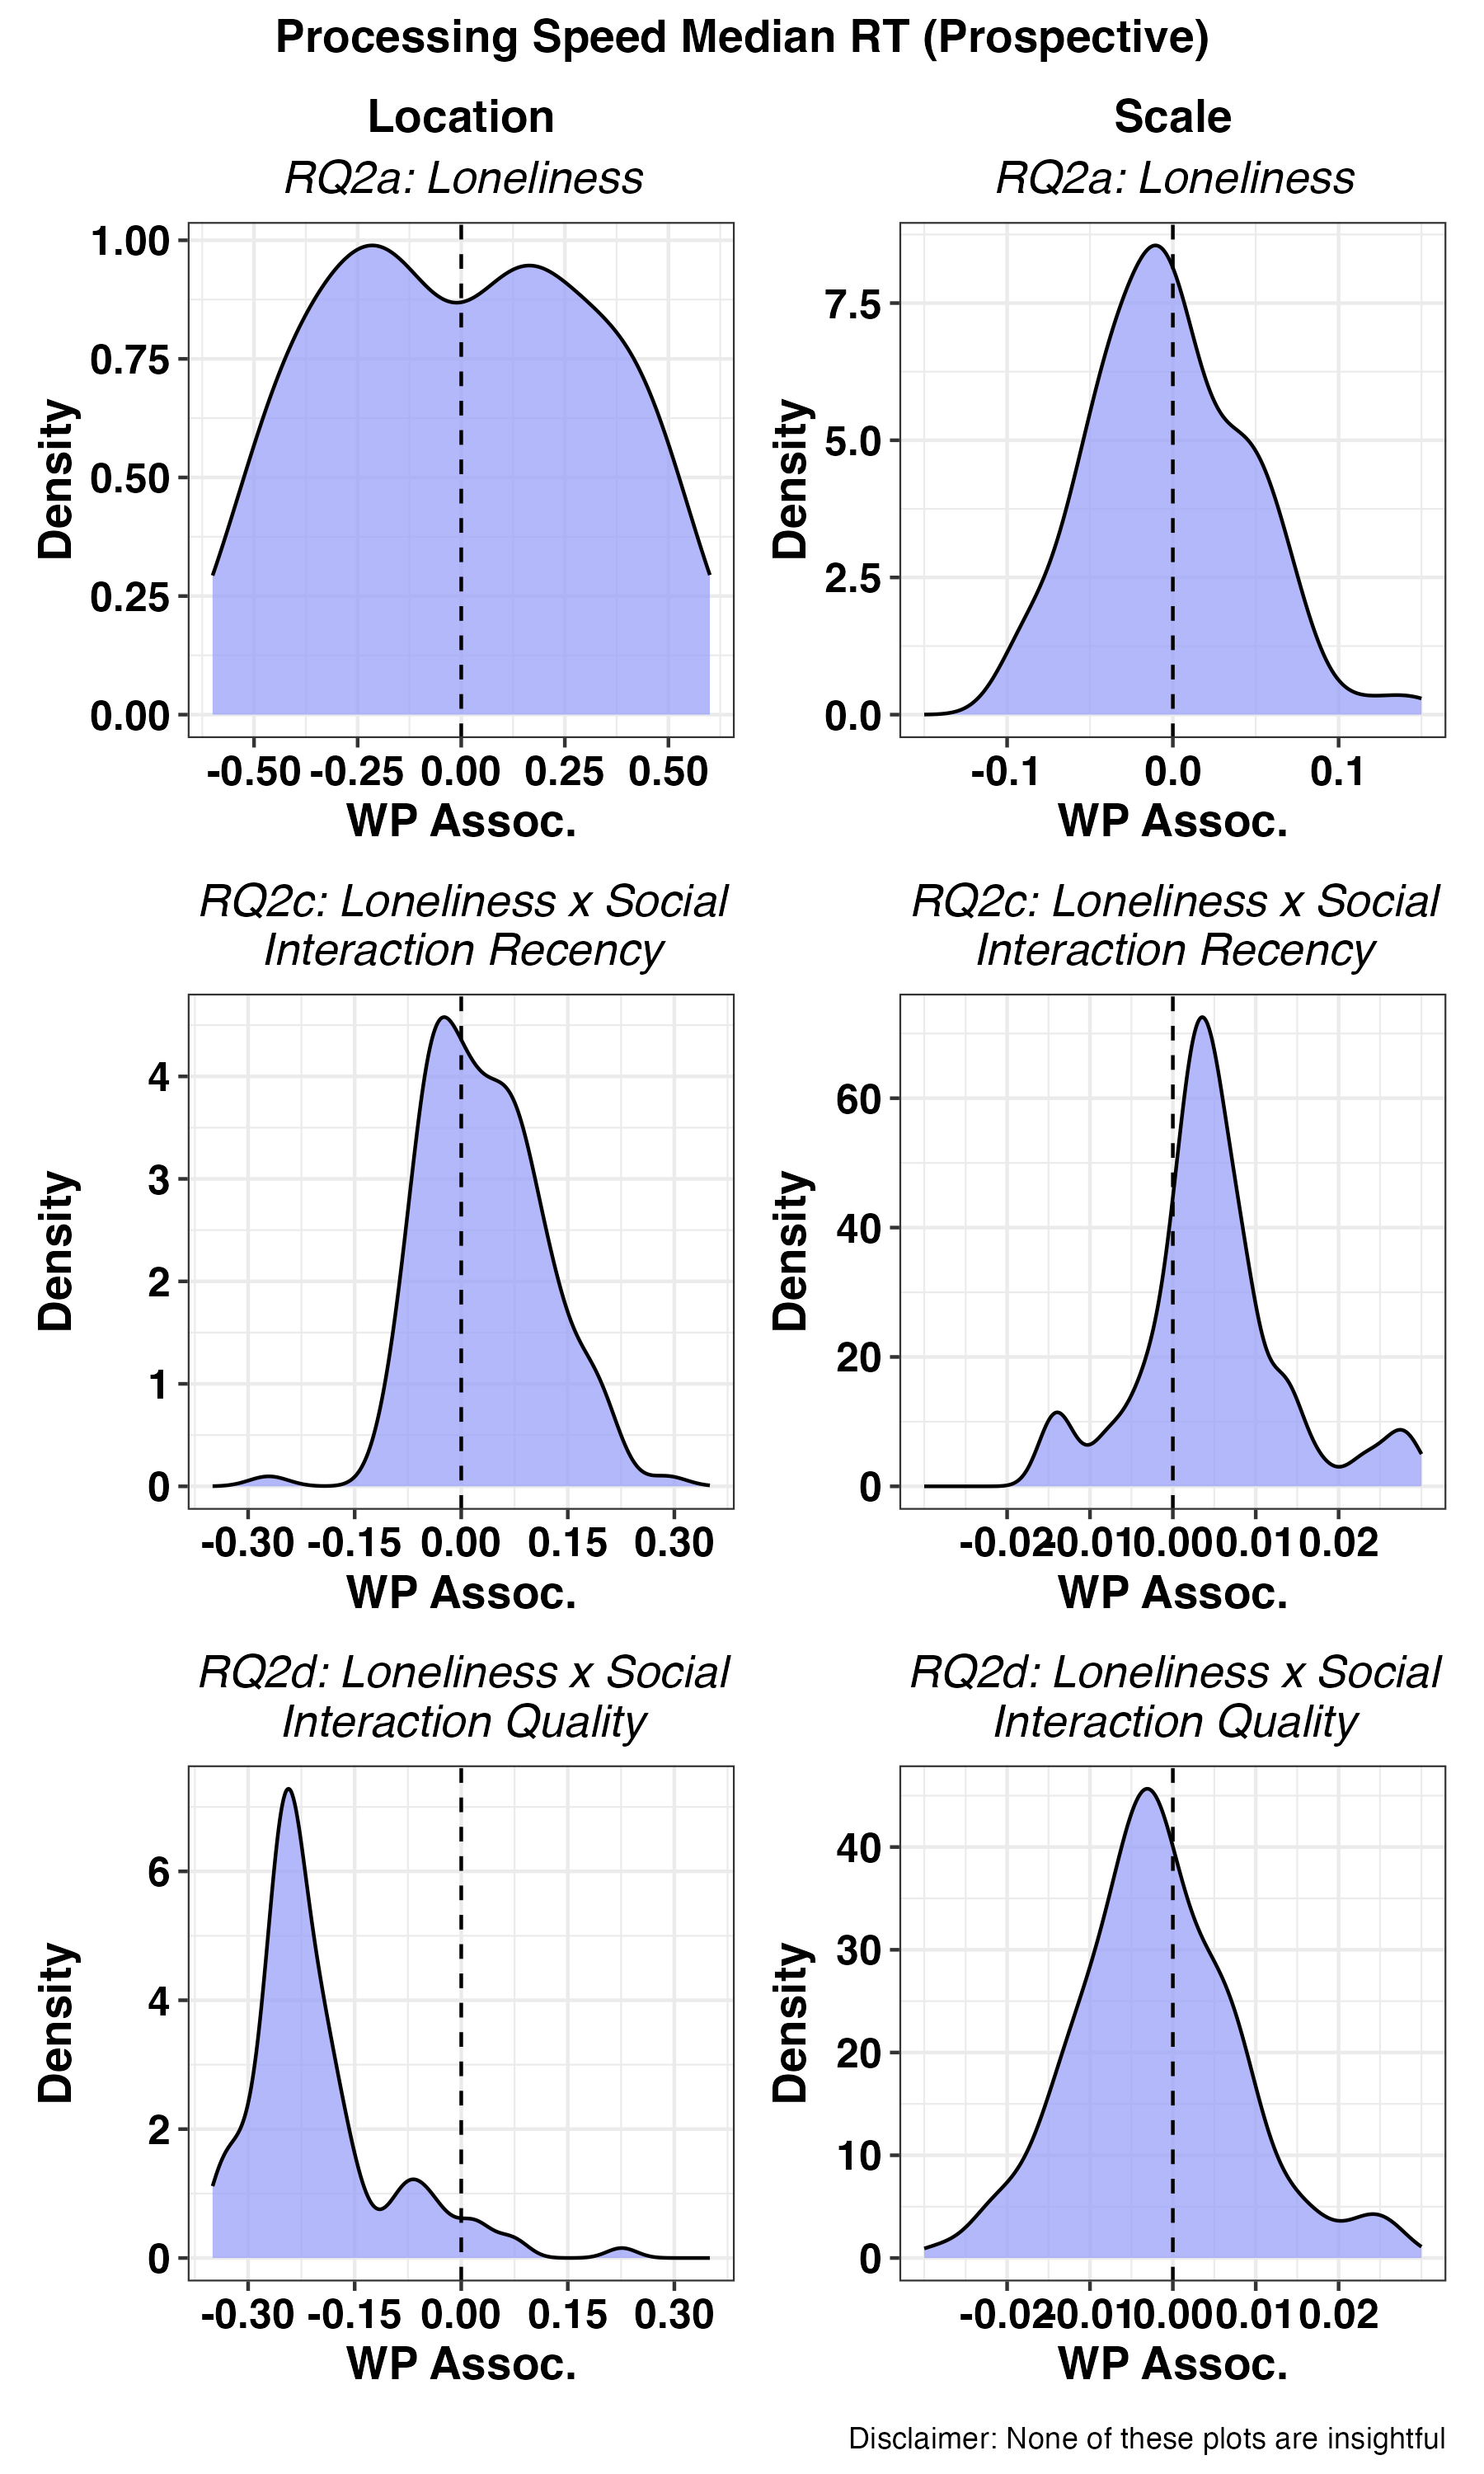 Processing Speed Median RT (Prospective)
Location
Scale
RQ2a: Loneliness
Density
1.00
0.75
0.50
0.25
0.00
-0.50 -0.25 0.00 0.25 0.50
WP Assoc.
RQ2a: Loneliness
Density
7.5
5.0
2.5
0.0
-0.1 0.0 0.1
WP Assoc.
RQ2c: Loneliness x Social
Interaction Recency
Density
4
3
2
1
0
-0.30 -0.15 0.00 0.15 0.30
WP Assoc.
RQ2c: Loneliness x Social
Interaction Recency
Density
60
40
20
0
-0.02 -0.01 0.00 0.01 0.02
WP Assoc.
RQ2d: Loneliness x Social
Interaction Quality
Density
6
4
2
0
-0.30 -0.15 0.00 0.15 0.30
WP Assoc.
RQ2d: Loneliness x Social
Interaction Quality
Density
40
30
20
10
0
-0.02 -0.01 0.00 0.01 0.02
WP Assoc.
Disclaimer: None of these plots are insightful